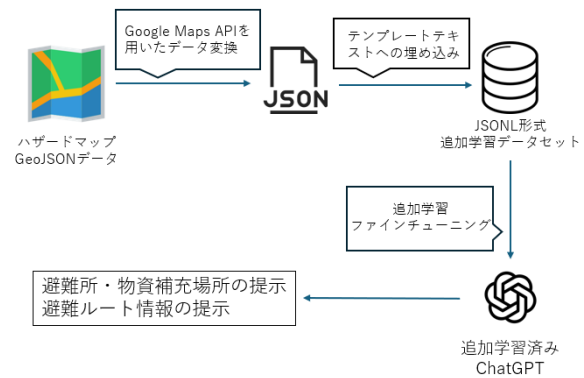 Google Maps APIを
用いたデータ変換
テンプレートテキ
ストへの埋め込み
JSON
ハザードマップ
GeoJSONデータ
JSONL形式
追加学習データセット
追加学習
ファインチューニング
避難所・物資補充場所の提示
避難ルート情報の提示
追加学習済み
ChatGPT